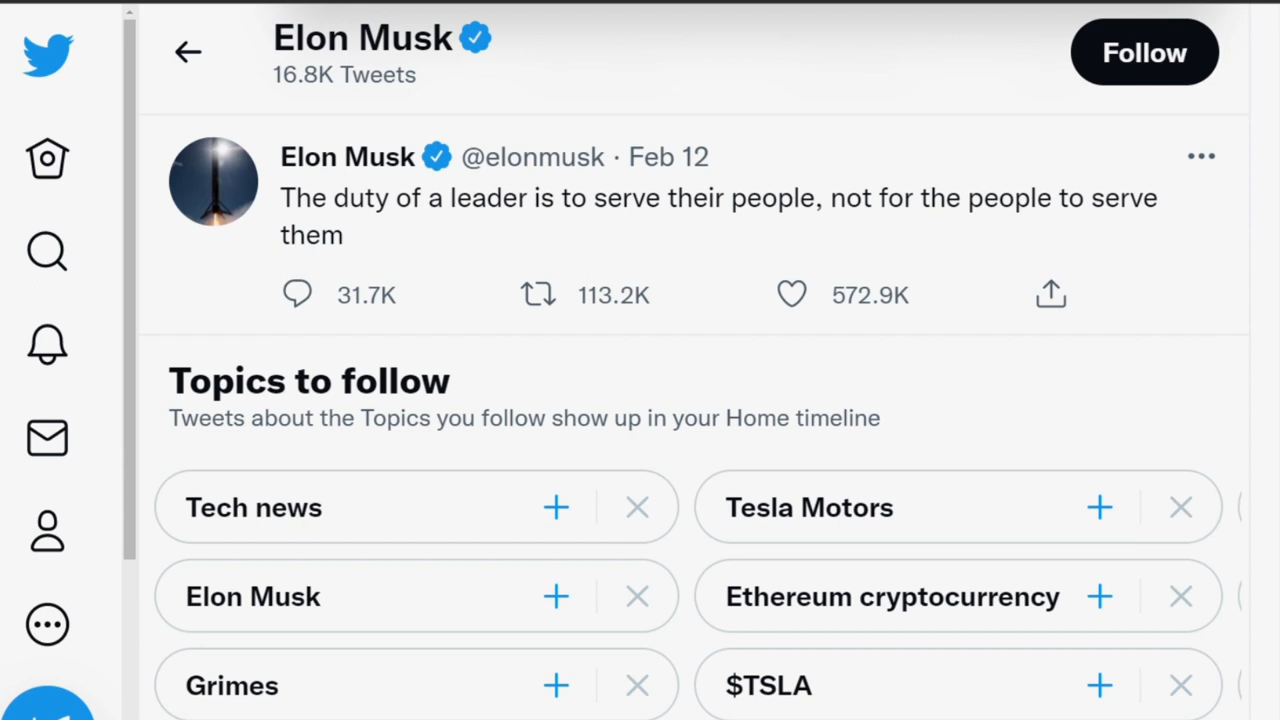 Elon Musk
16.8K Tweets
Follow
Elon Musk @elonmusk · Feb 12
The duty of a leader is to serve their people, not for the people to serve
them
31.7K 113.2K 572.9K
Topics to follow
Tweets about the Topics you follow show up in your Home timeline
Tech news
Tesla Motors
Elon Musk
Ethereum cryptocurrency
Grimes
$TSLA